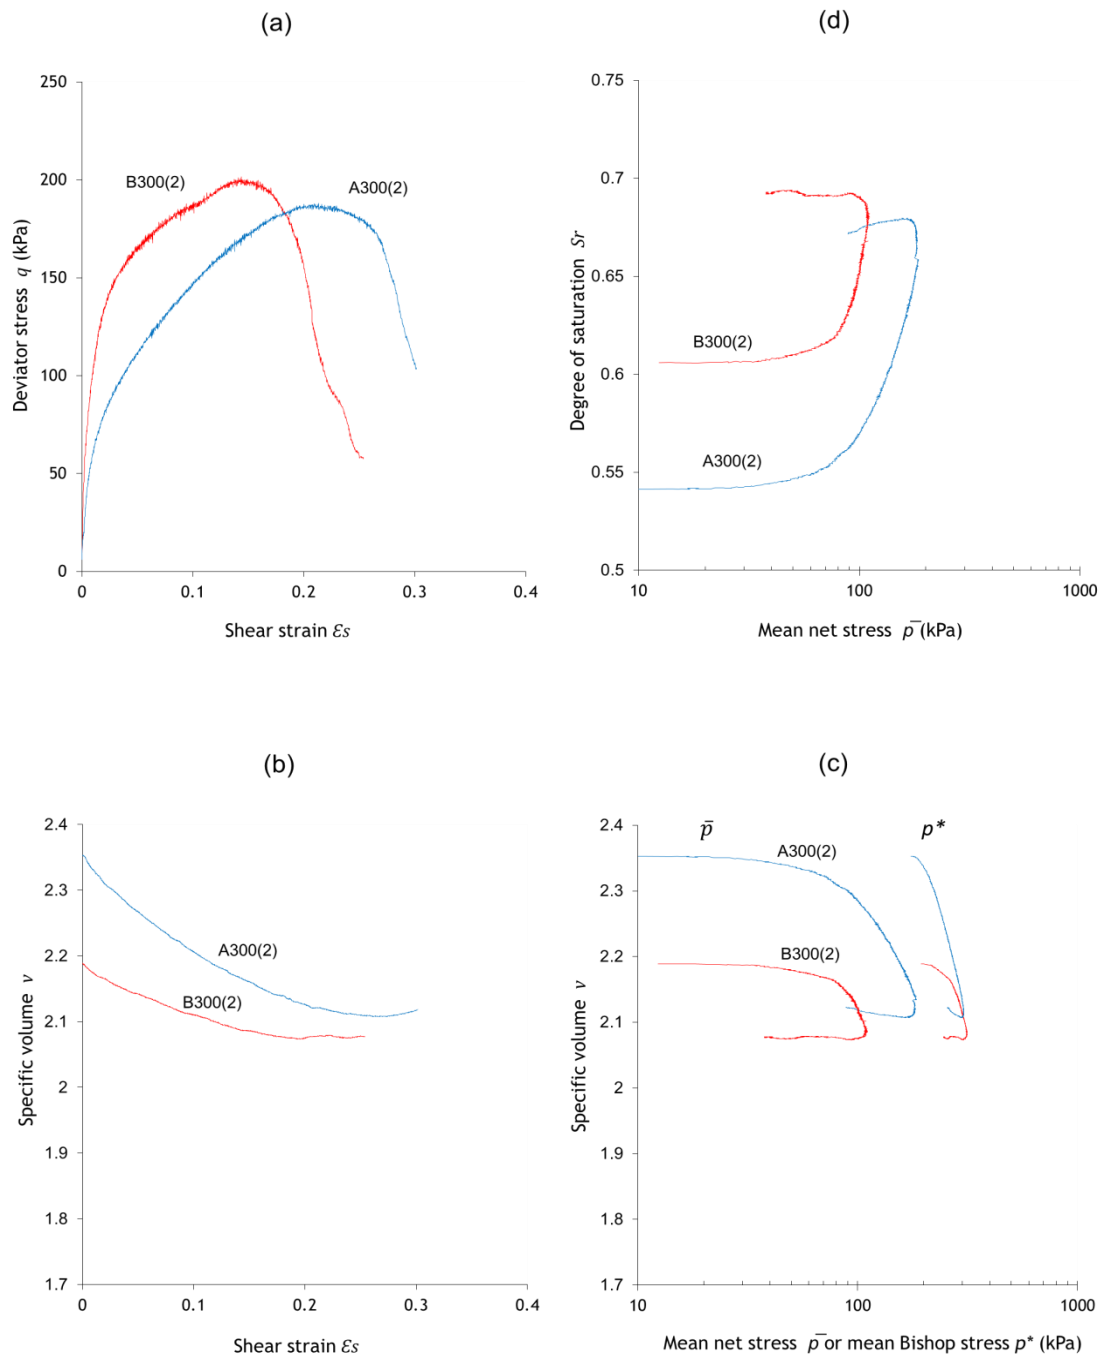 (a)
250
200
150
100
50
0
Deviator stress q (kPa)
B300(2)
A300(2)
0 0.1 0.2 0.3 0.4
Shear strain Ɛs
(d)
0.75
0.7
0.65
0.6
0.55
0.5
Degree of saturation Sr
B300(2)
A300(2)
10 100 1000
Mean net stress p̅ (kPa)
(b)
2.4
2.3
2.2
2.1
2
1.9
1.8
1.7
Specific volume v
A300(2)
B300(2)
0 0.1 0.2 0.3 0.4
Shear strain Ɛs
(c)
2.4
2.3
2.2
2.1
2
1.9
1.8
1.7
Specific volume v
p̅ p*
A300(2)
B300(2)
10 100 1000
Mean net stress p̅ or mean Bishop stress p* (kPa)